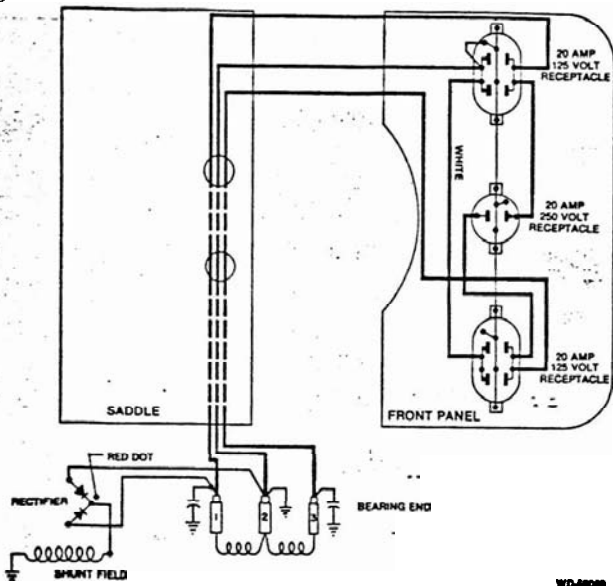 20 AMP
125 VOLT
RECEPTACLE
WHITE
20 AMP
250 VOLT
RECEPTACLE
20 AMP
125 VOLT
RECEPTACLE
SADDLE
FRONT PANEL
RED DOT
RECTIFIER
1
2
3
BEARING END
SHUNT FIELD